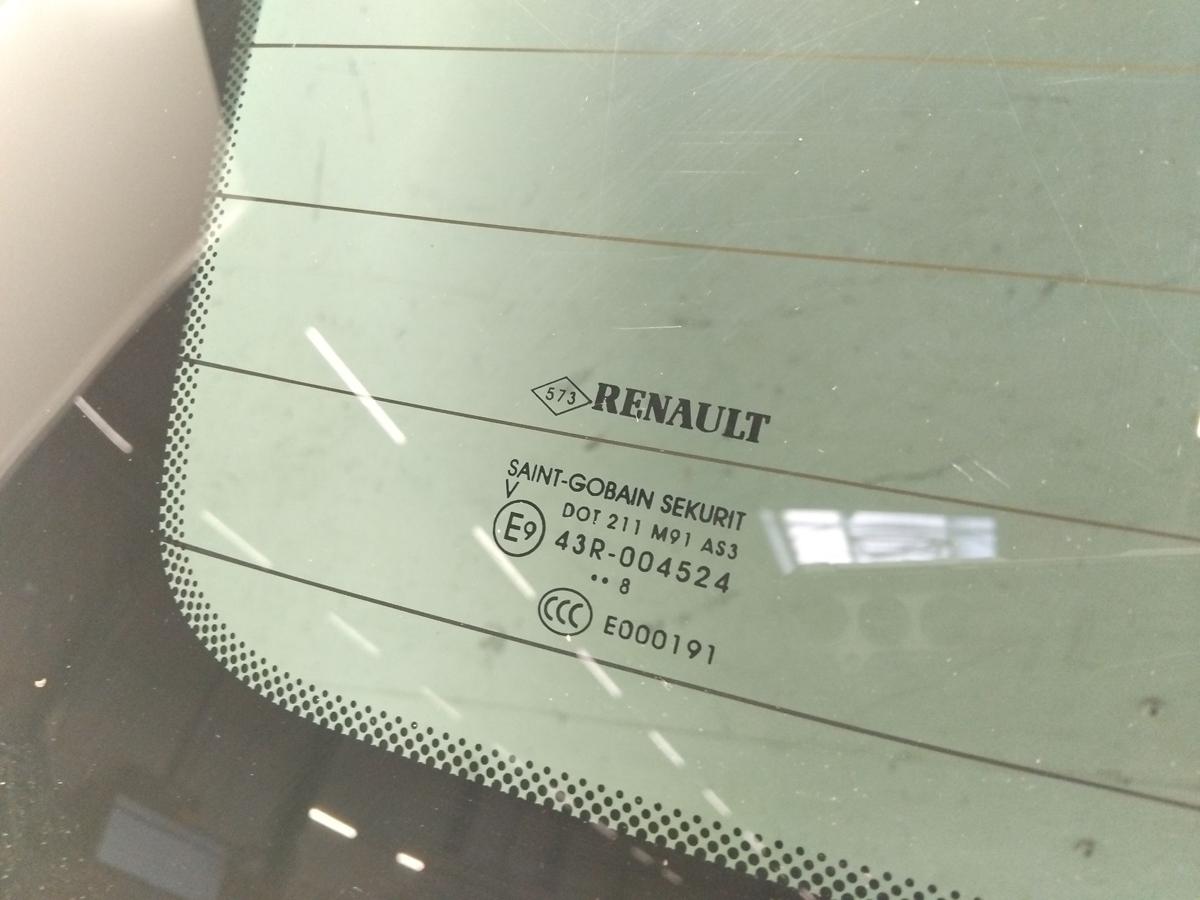 573 RENAULT
SAINT-GOBAIN SEKURIT
V
DOT 211 M91 AS3
E9 43R-004524
•• 8
CCC E000191